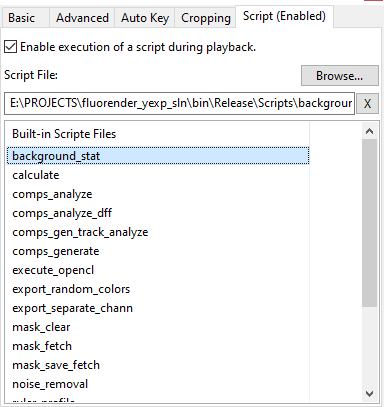 Basic Advanced Auto Key Cropping Script (Enabled)
Enable execution of a script during playback.
Script File: Browse...
E:\PROJECTS\fluorender_yexp_sln\bin\Release\Scripts\backgrour X
Built-in Scripte Files
background_stat
calculate
comps_analyze
comps_analyze_dff
comps_gen_track_analyze
comps_generate
execute_opencl
export_random_colors
export_separate_chann
mask_clear
mask_fetch
mask_save_fetch
noise_removal